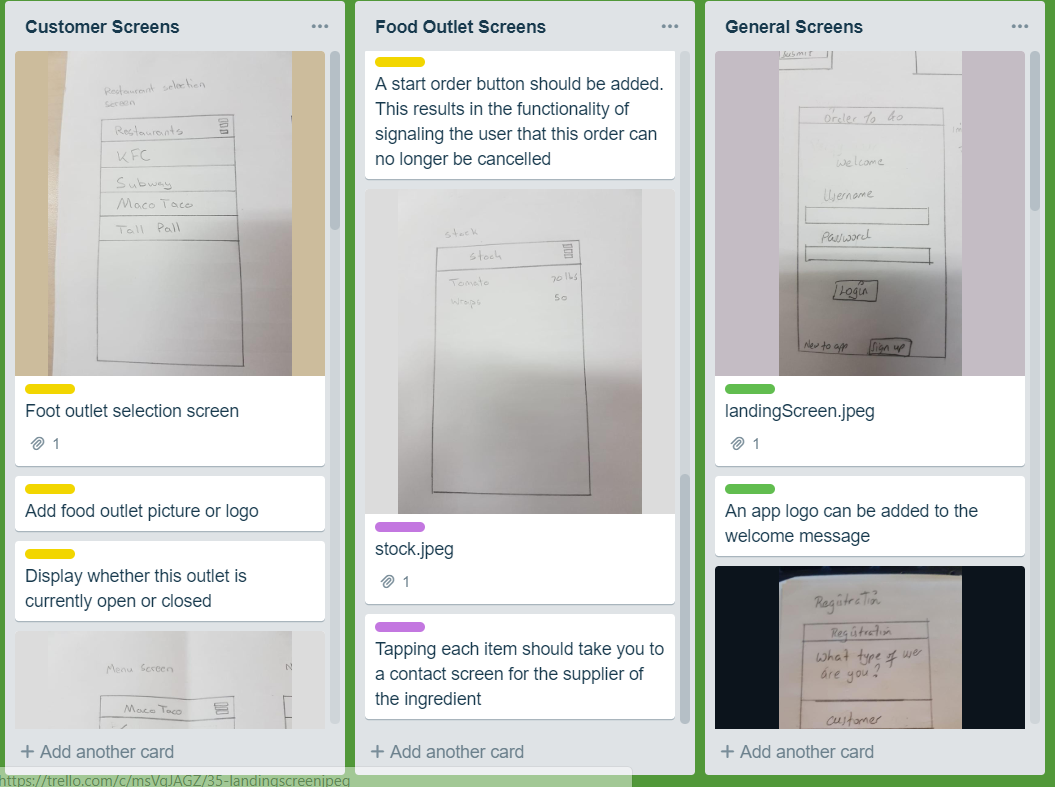 Customer Screens
Restaurant selection
screen
Restaurants
KFC
Subway
Maco Taco
Tall Pall
Foot outlet selection screen
1
Add food outlet picture or logo
Display whether this outlet is
currently open or closed
Menu Screen
Maco Taco
+ Add another card
Food Outlet Screens
A start order button should be added.
This results in the functionality of
signaling the user that this order can
no longer be cancelled
stock
Stock
Tomato 20 lbs
Wraps 50
stock.jpeg
1
Tapping each item should take you to
a contact screen for the supplier of
the ingredient
+ Add another card
General Screens
Order To Go
Welcome
Username
Password
Login
New to app Sign up
landingScreen.jpeg
1
An app logo can be added to the
welcome message
Registration
Registration
What type of
are you?
customer
+ Add another card
https://trello.com/c/msVqJAGZ/35-landingscreenjpeg